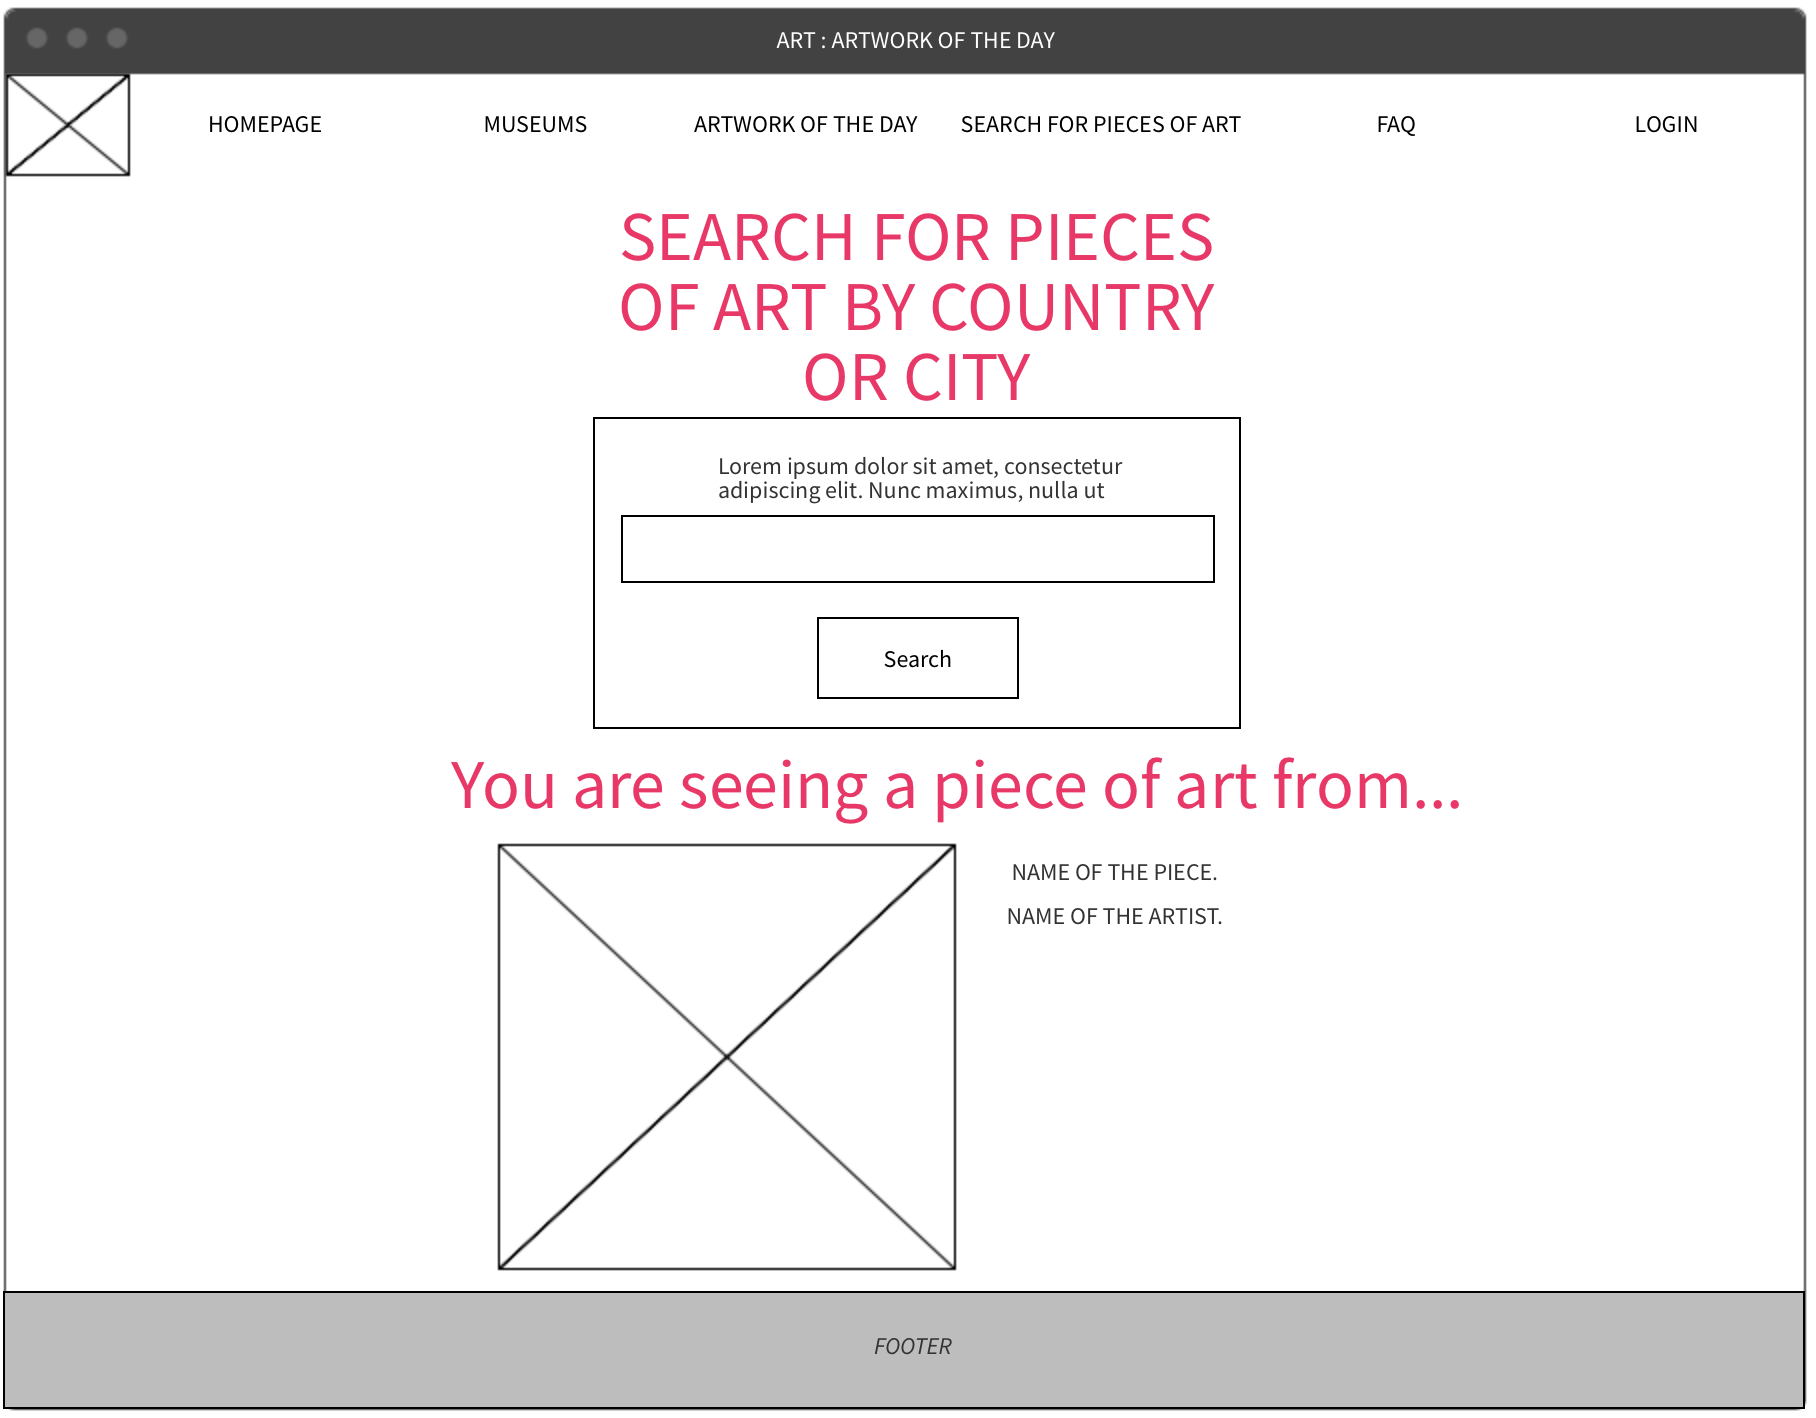 ART : ARTWORK OF THE DAY
HOMEPAGE MUSEUMS ARTWORK OF THE DAY SEARCH FOR PIECES OF ART FAQ LOGIN
SEARCH FOR PIECES
OF ART BY COUNTRY
OR CITY
Lorem ipsum dolor sit amet, consectetur
adipiscing elit. Nunc maximus, nulla ut
Search
You are seeing a piece of art from...
NAME OF THE PIECE.
NAME OF THE ARTIST.
FOOTER